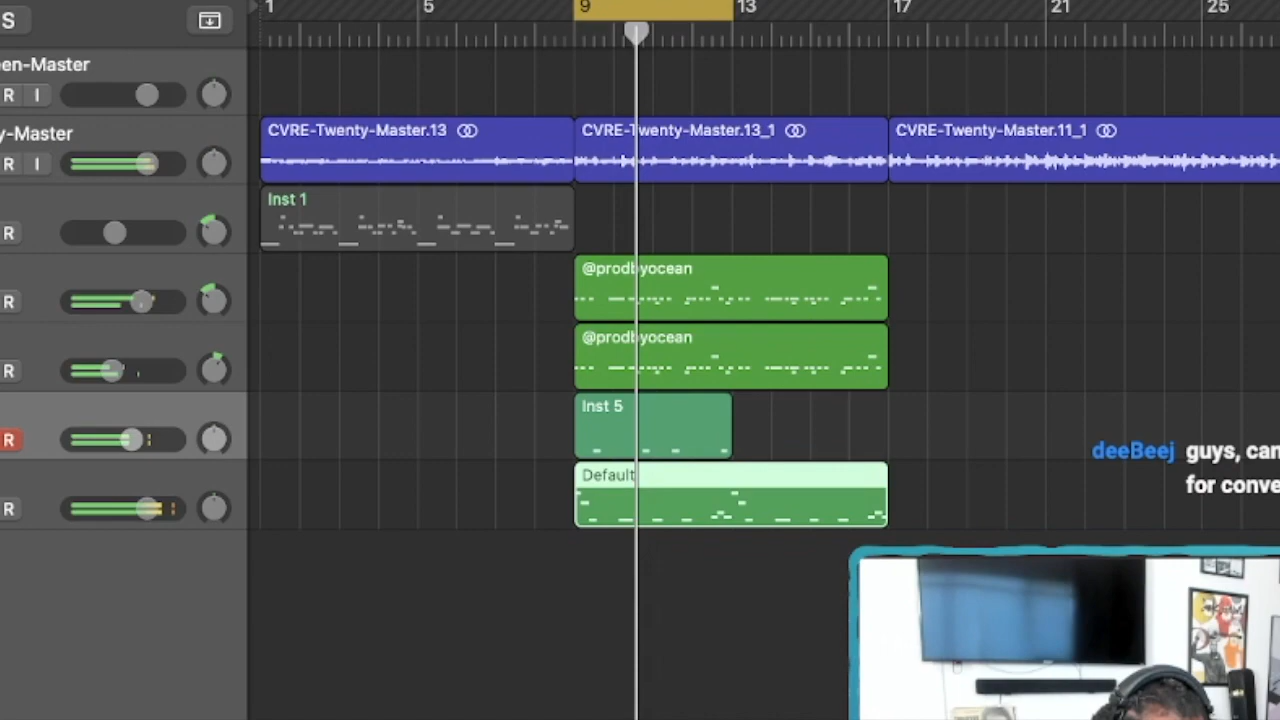 S
1 5 9 13 17 21 25
en-Master
R I
y-Master
R I
CVRE-Twenty-Master.13
CVRE-Twenty-Master.13_1
CVRE-Twenty-Master.11_1
Inst 1
R
@prodbyocean
R
@prodbyocean
R
Inst 5
R
Default
R
deeBeej guys, can
for conve